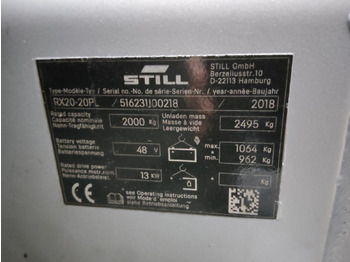 STILL
STILL GmbH
Berzeliusstr.10
D-22113 Hamburg
Type-Modèle-Typ / Serial no.-No. de série-Serien-Nr. / year-année-Baujahr
RX20-20PL / 516231J00218 / 2018
Rated capacity
Capacité nominale
Nenn-Tragfähigkeit
2000 Kg
Unladen mass
Masse à vide
Leergewicht
2495 Kg
Battery voltage
Tension batterie
Batteriespannung
48 V
max 1064 Kg
min 962 Kg
Rated drive power
Puissance motr.nom.
Nenn-Antriebsleist.
13 KW
+
Kg
CE
see Operating instructions
voir Mode d'emploi
siehe Betriebsanleitung